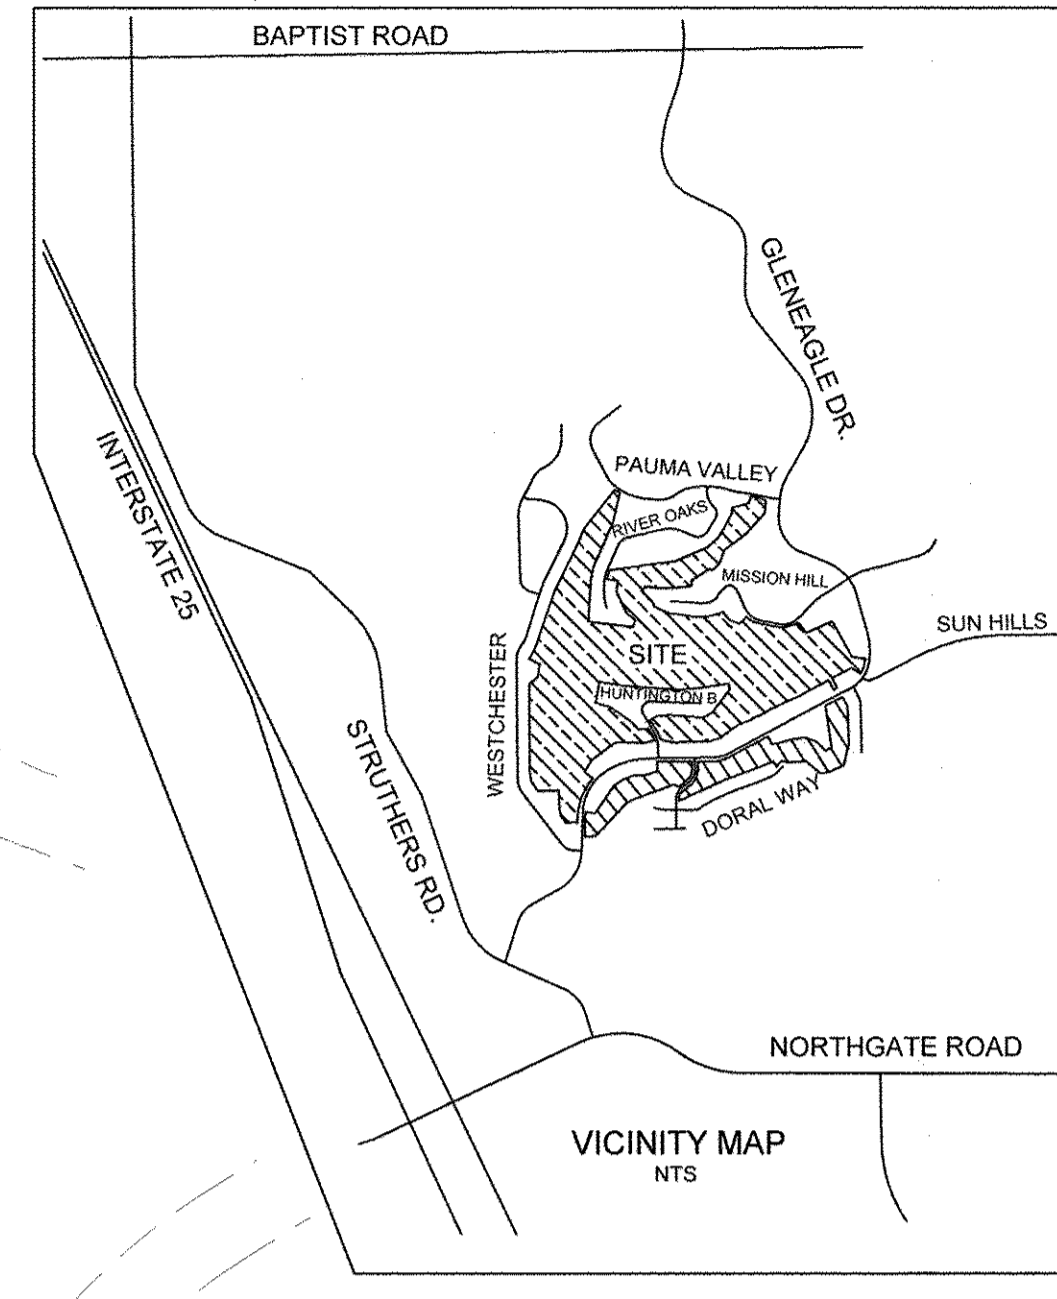 BAPTIST ROAD
GLENEAGLE DR.
INTERSTATE 25
PAUMA VALLEY
RIVER OAKS
MISSION HILL
SUN HILLS
WESTCHESTER
SITE
HUNTINGTON B
STRUTHERS RD.
DORAL WAY
NORTHGATE ROAD
VICINITY MAP
NTS